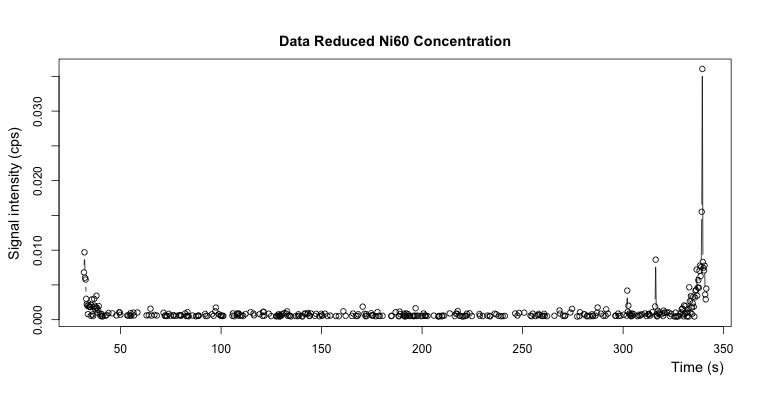 Data Reduced Ni60 Concentration
Signal intensity (cps)
0.030
0.020
0.010
0.000
50 100 150 200 250 300 350
Time (s)